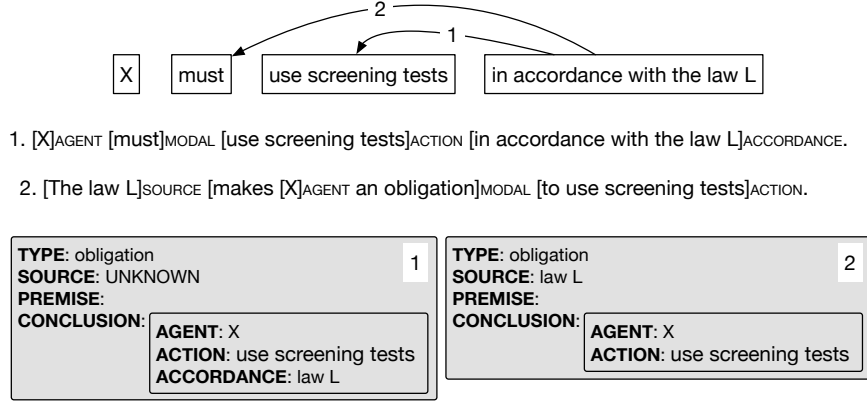 2
1
X must use screening tests in accordance with the law L
1. [X]AGENT [must]MODAL [use screening tests]ACTION [in accordance with the law L]ACCORDANCE.
2. [The law L]SOURCE [makes [X]AGENT an obligation]MODAL [to use screening tests]ACTION.
TYPE: obligation
SOURCE: UNKNOWN
PREMISE:
CONCLUSION:
AGENT: X
ACTION: use screening tests
ACCORDANCE: law L
1
TYPE: obligation
SOURCE: law L
PREMISE:
CONCLUSION:
AGENT: X
ACTION: use screening tests
2